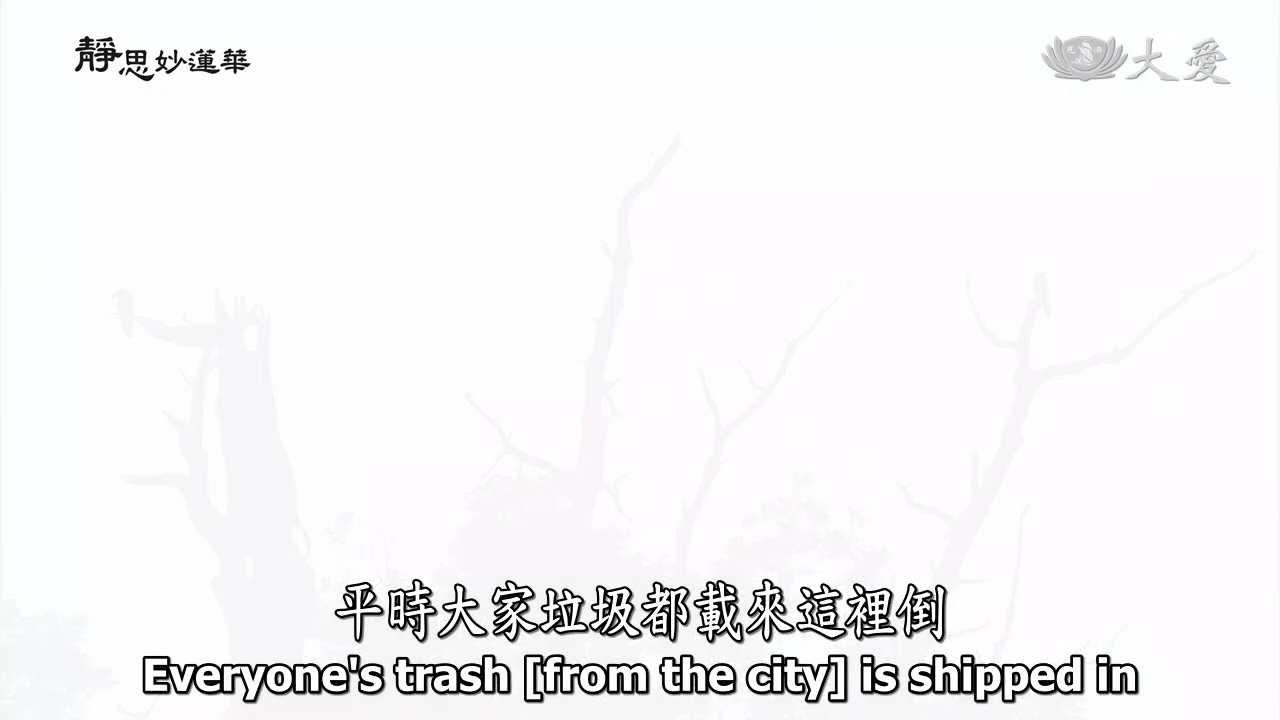 靜思妙蓮華
大愛
平時大家垃圾都載來這裡倒
Everyone's trash [from the city] is shipped in